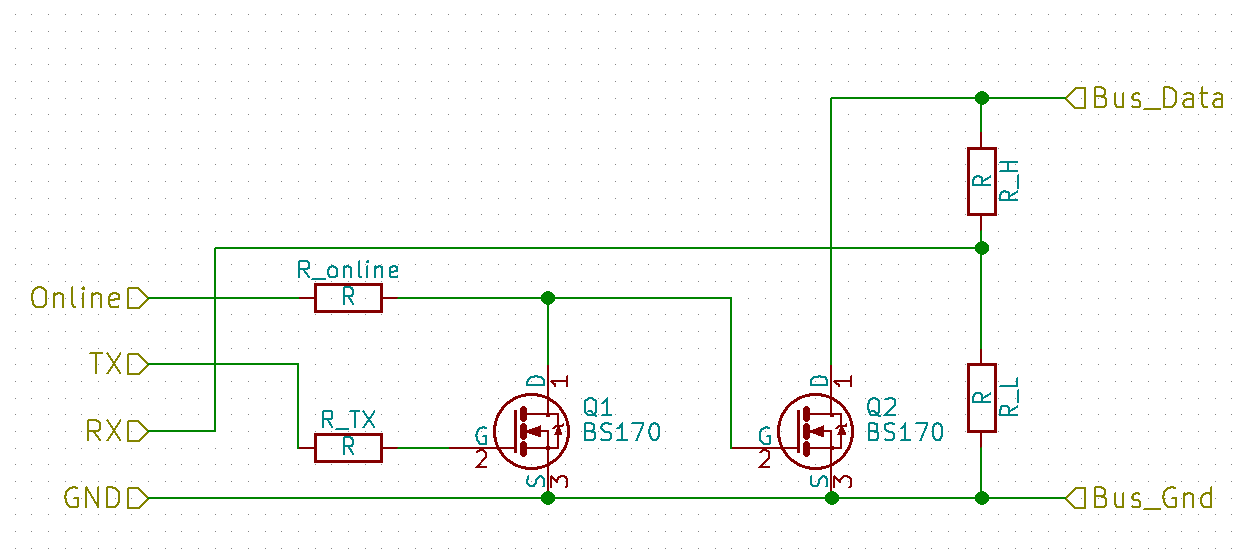 Bus_Data
R
R_H
R_online
Online
R
TX
D
1
D
1
R
R_L
R_TX
Q1
Q2
RX
R
G
2
BS170
G
2
BS170
S
3
S
3
GND
Bus_Gnd